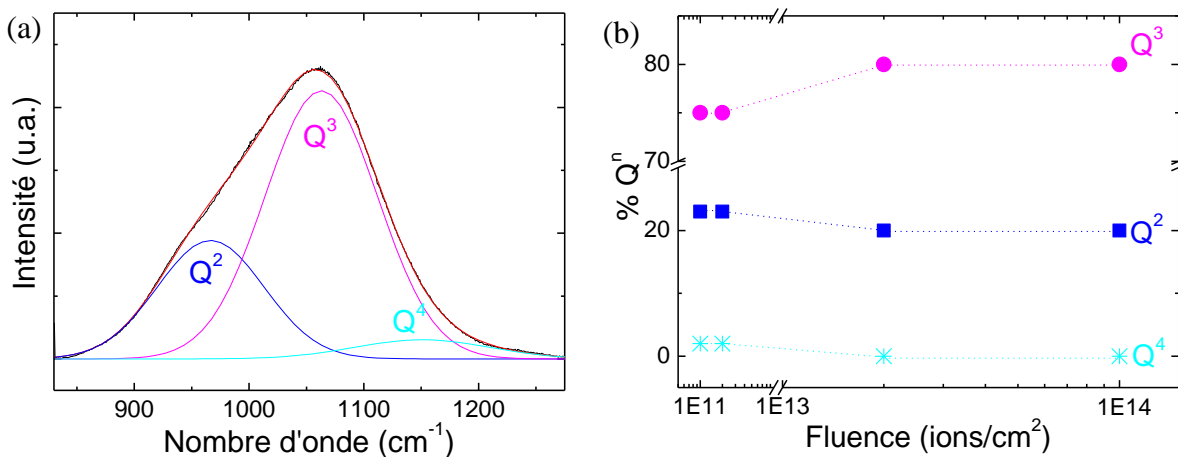 (a)
Q³
Q²
Q⁴
Intensité (u.a.)
900 1000 1100 1200
Nombre d'onde (cm⁻¹)
(b)
Q³
80
70
% Qⁿ
20
Q²
0
Q⁴
1E11 1E13 1E14
Fluence (ions/cm²)